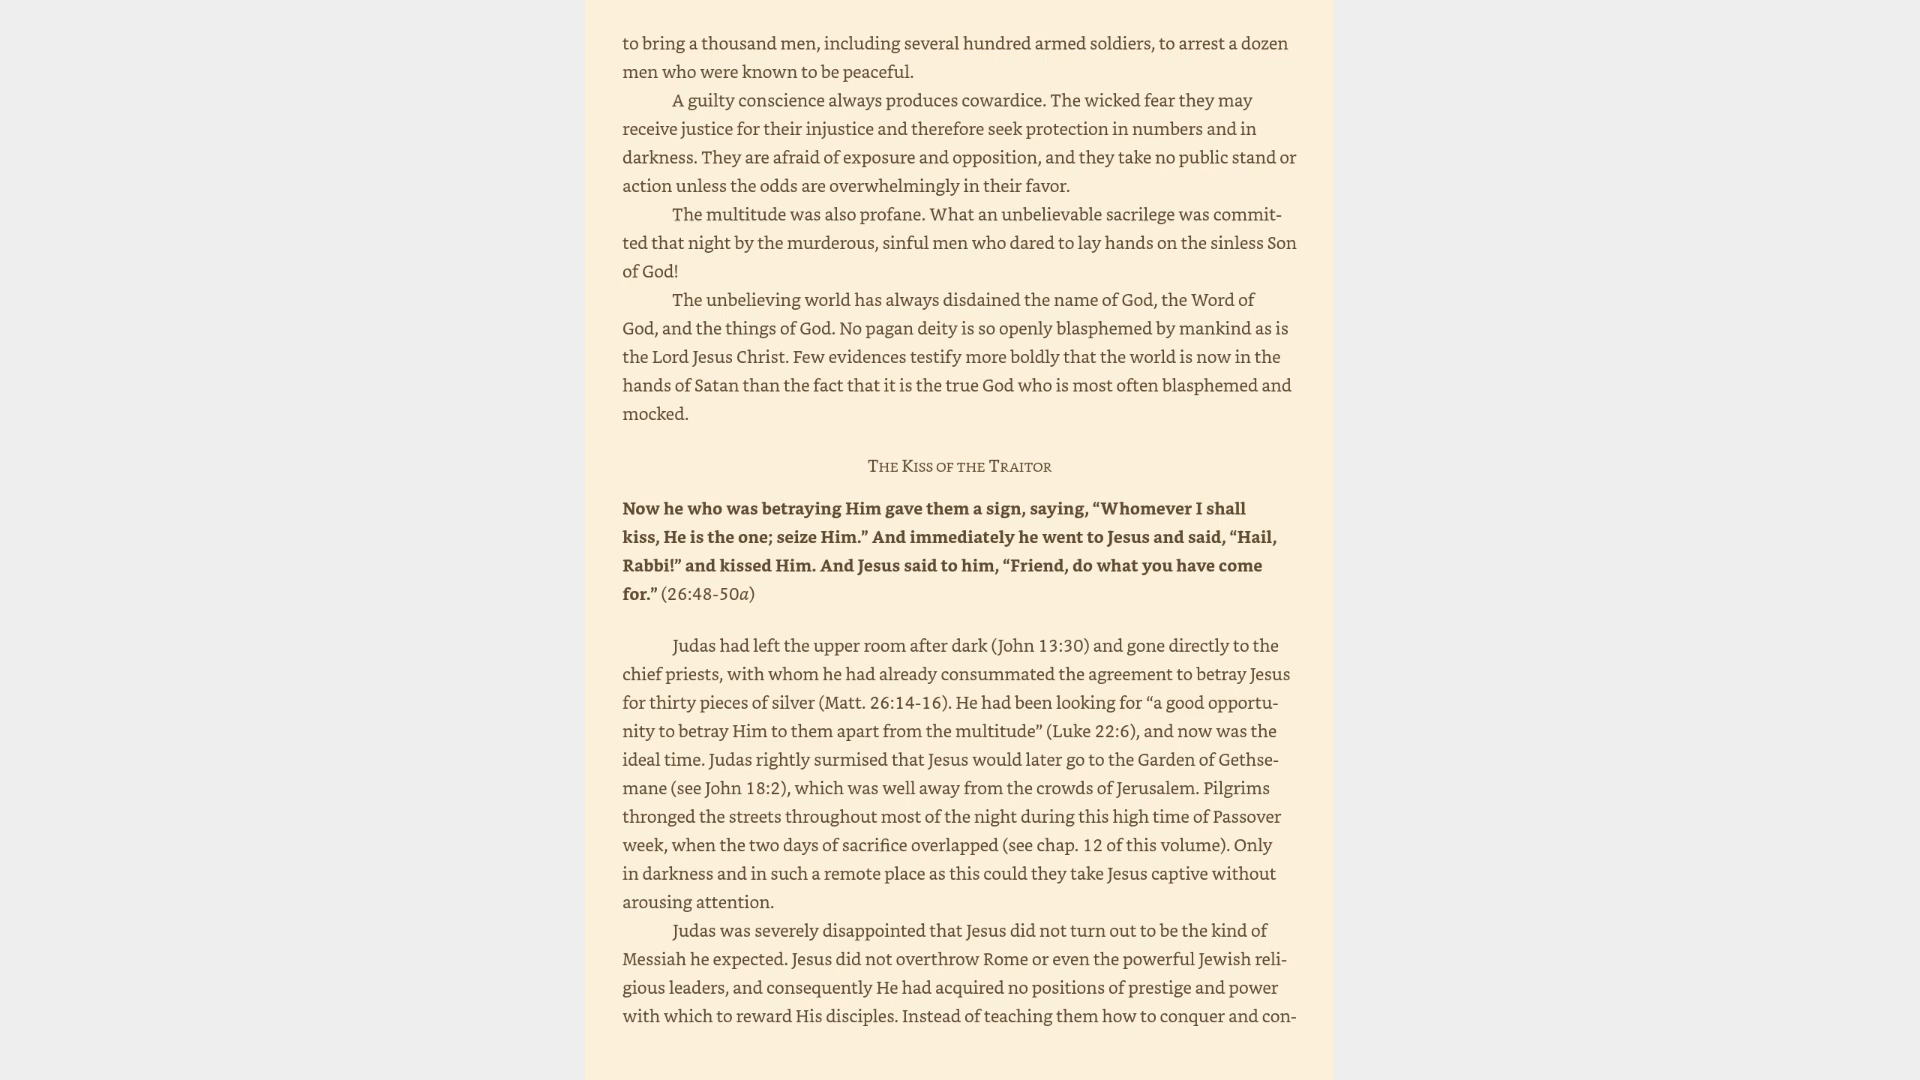 to bring a thousand men, including several hundred armed soldiers, to arrest a dozen
men who were known to be peaceful.
A guilty conscience always produces cowardice. The wicked fear they may
receive justice for their injustice and therefore seek protection in numbers and in
darkness. They are afraid of exposure and opposition, and they take no public stand or
action unless the odds are overwhelmingly in their favor.
The multitude was also profane. What an unbelievable sacrilege was commit-
ted that night by the murderous, sinful men who dared to lay hands on the sinless Son
of God!
The unbelieving world has always disdained the name of God, the Word of
God, and the things of God. No pagan deity is so openly blasphemed by mankind as is
the Lord Jesus Christ. Few evidences testify more boldly that the world is now in the
hands of Satan than the fact that it is the true God who is most often blasphemed and
mocked.
The Kiss of the Traitor
Now he who was betraying Him gave them a sign, saying, “Whomever I shall
kiss, He is the one; seize Him.” And immediately he went to Jesus and said, “Hail,
Rabbi!” and kissed Him. And Jesus said to him, “Friend, do what you have come
for.” (26:48-50a)
Judas had left the upper room after dark (John 13:30) and gone directly to the
chief priests, with whom he had already consummated the agreement to betray Jesus
for thirty pieces of silver (Matt. 26:14-16). He had been looking for “a good opportu-
nity to betray Him to them apart from the multitude” (Luke 22:6), and now was the
ideal time. Judas rightly surmised that Jesus would later go to the Garden of Gethse-
mane (see John 18:2), which was well away from the crowds of Jerusalem. Pilgrims
thronged the streets throughout most of the night during this high time of Passover
week, when the two days of sacrifice overlapped (see chap. 12 of this volume). Only
in darkness and in such a remote place as this could they take Jesus captive without
arousing attention.
Judas was severely disappointed that Jesus did not turn out to be the kind of
Messiah he expected. Jesus did not overthrow Rome or even the powerful Jewish reli-
gious leaders, and consequently He had acquired no positions of prestige and power
with which to reward His disciples. Instead of teaching them how to conquer and con-